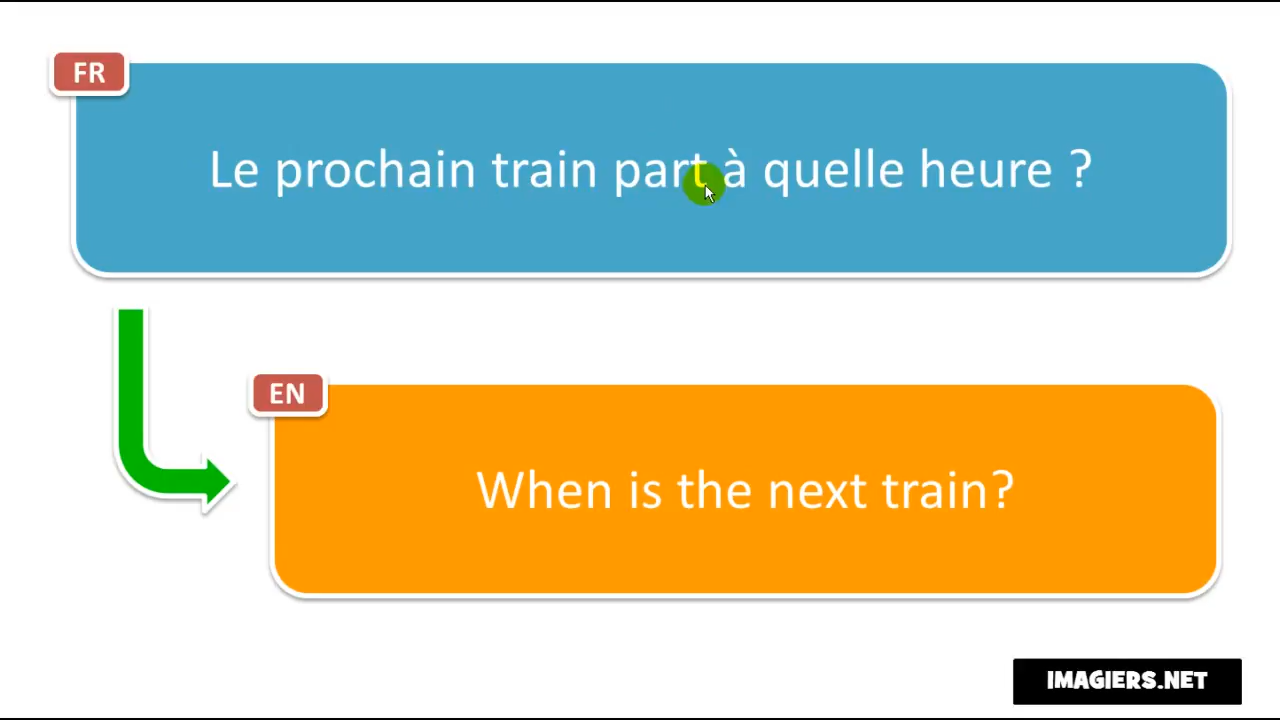 FR
Le prochain train part à quelle heure ?
EN
When is the next train?
IMAGIERS.NET